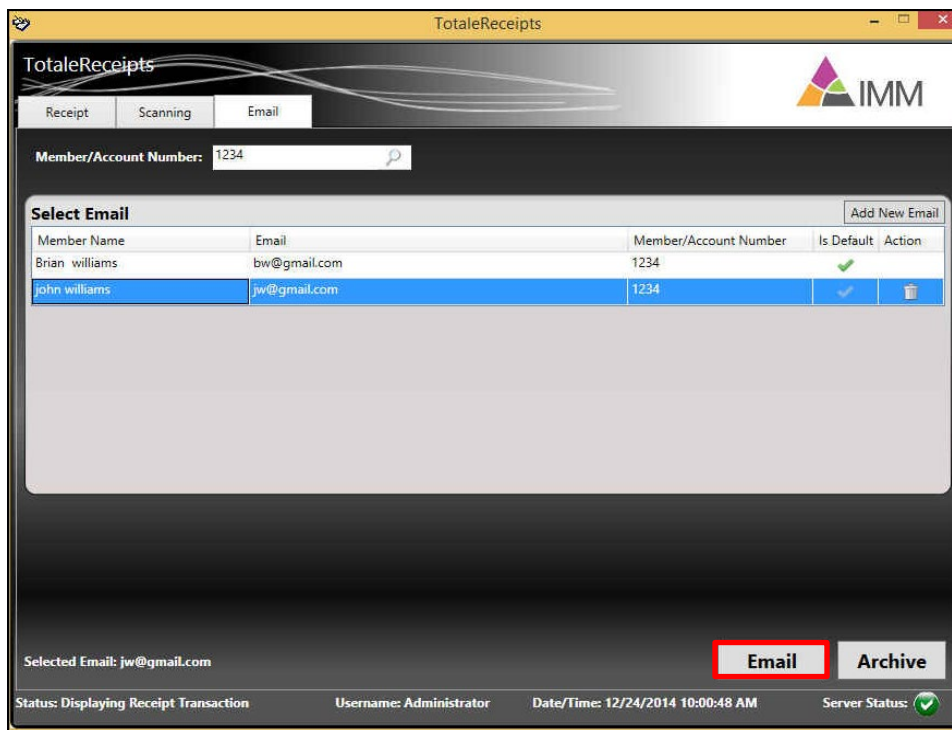 TotaleReceipts
TotaleReceipts
IMM
Receipt Scanning Email
Member/Account Number: 1234
Select Email Add New Email
Member Name Email Member/Account Number Is Default Action
Brian williams bw@gmail.com 1234
john williams jw@gmail.com 1234
Selected Email: jw@gmail.com Email Archive
Status: Displaying Receipt Transaction Username: Administrator Date/Time: 12/24/2014 10:00:48 AM Server Status: